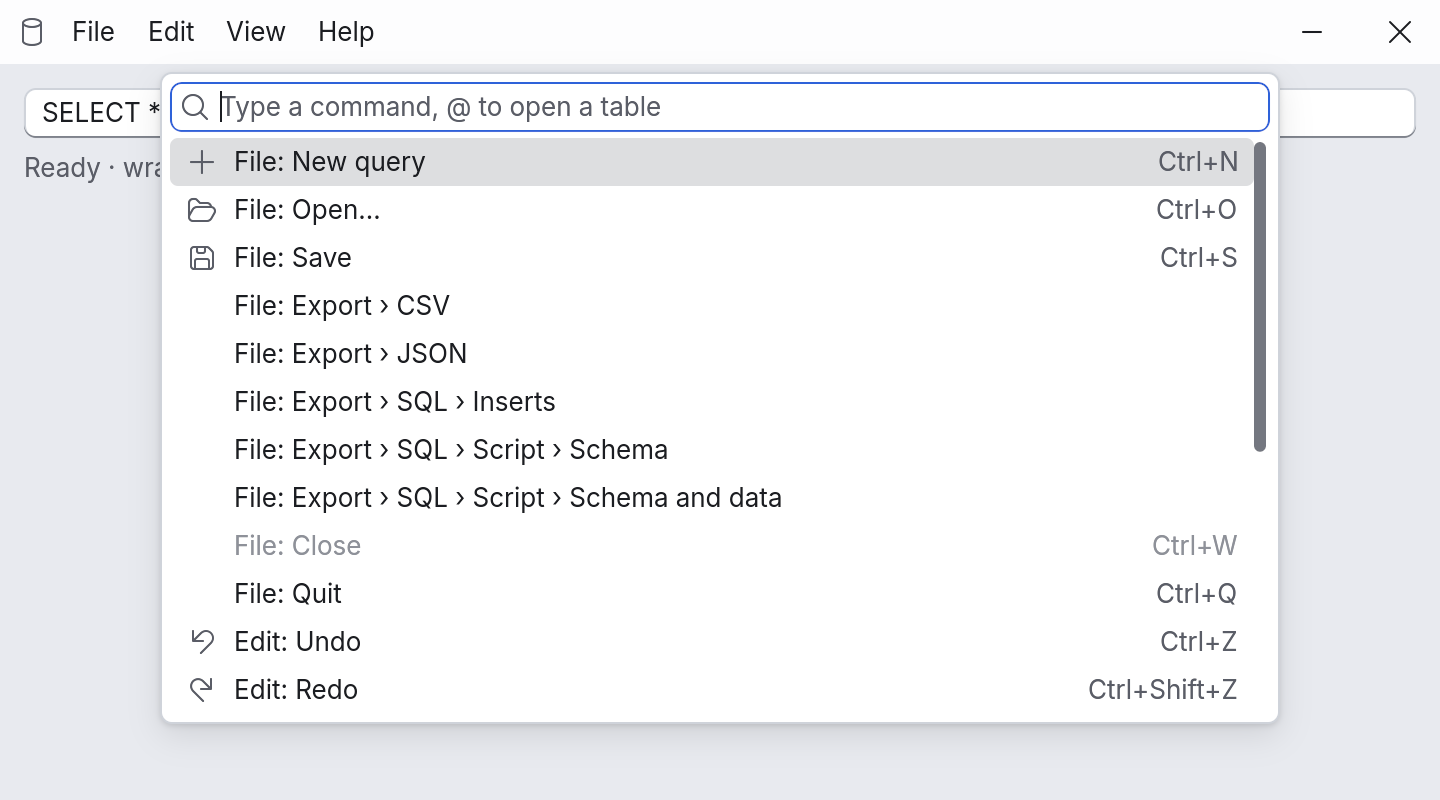 File Edit View Help
SELECT *
Type a command, @ to open a table
Ready ·
File: New query Ctrl+N
File: Open... Ctrl+O
File: Save Ctrl+S
File: Export › CSV
File: Export › JSON
File: Export › SQL › Inserts
File: Export › SQL › Script › Schema
File: Export › SQL › Script › Schema and data
File: Close Ctrl+W
File: Quit Ctrl+Q
Edit: Undo Ctrl+Z
Edit: Redo Ctrl+Shift+Z